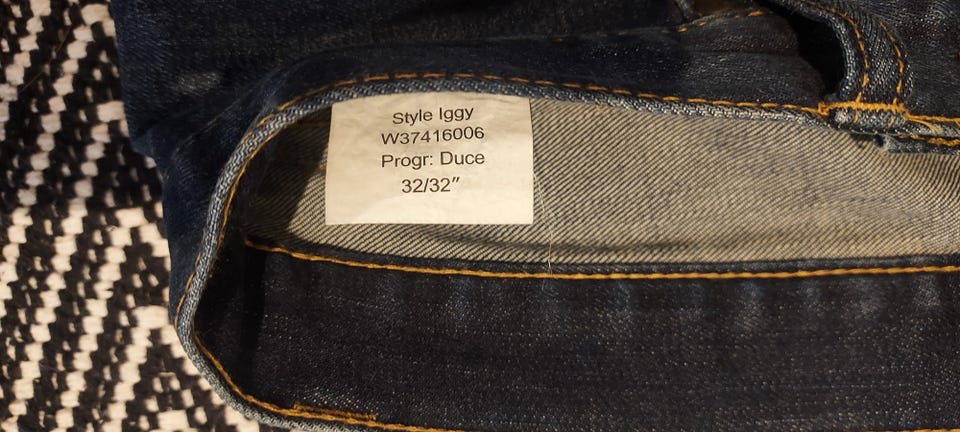 Style Iggy
W37416006
Progr: Duce
32/32″